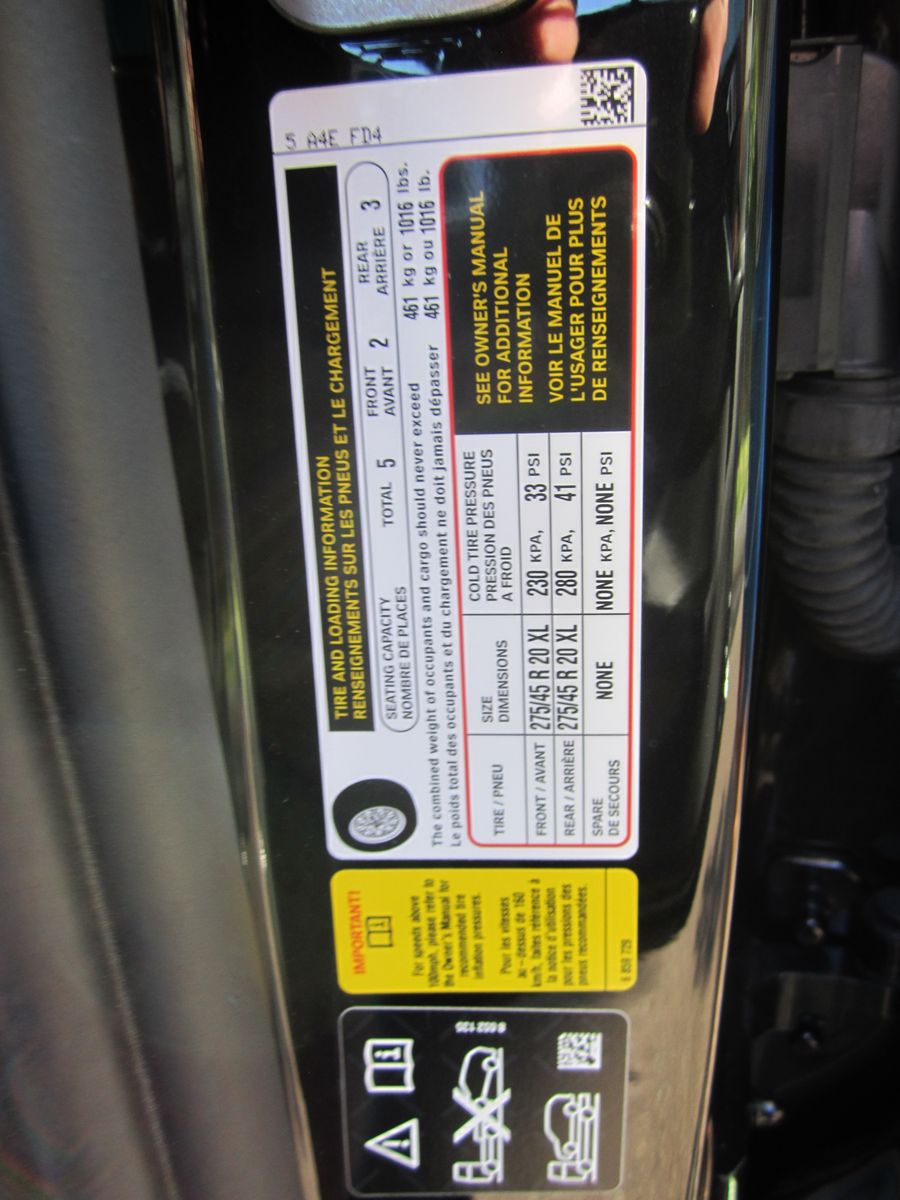 5 A4E FD4
TIRE AND LOADING INFORMATION
RENSEIGNEMENTS SUR LES PNEUS ET LE CHARGEMENT
SEATING CAPACITY
NOMBRE DE PLACES
TOTAL 5
FRONT
AVANT 2
REAR
ARRIÈRE 3
The combined weight of occupants and cargo should never exceed 461 kg or 1016 lbs.
Le poids total des occupants et du chargement ne doit jamais dépasser 461 kg ou 1016 lb.
TIRE / PNEU
SIZE
DIMENSIONS
COLD TIRE PRESSURE
PRESSION DES PNEUS
A FROID
FRONT / AVANT 275/45 R 20 XL 230 KPA, 33 PSI
REAR / ARRIÈRE 275/45 R 20 XL 280 KPA, 41 PSI
SPARE
DE SECOURS
NONE NONE KPA, NONE PSI
SEE OWNER'S MANUAL
FOR ADDITIONAL
INFORMATION
VOIR LE MANUEL DE
L'USAGER POUR PLUS
DE RENSEIGNEMENTS
IMPORTANT!
For speeds above
100mph, please refer to
the Owner's Manual for
recommended tire
inflation pressures.
Pour les vitesses
au-dessus de 160
km/h, faites référence à
la notice d'utilisation
pour les pressions des
pneus recommandées.
6 859 729